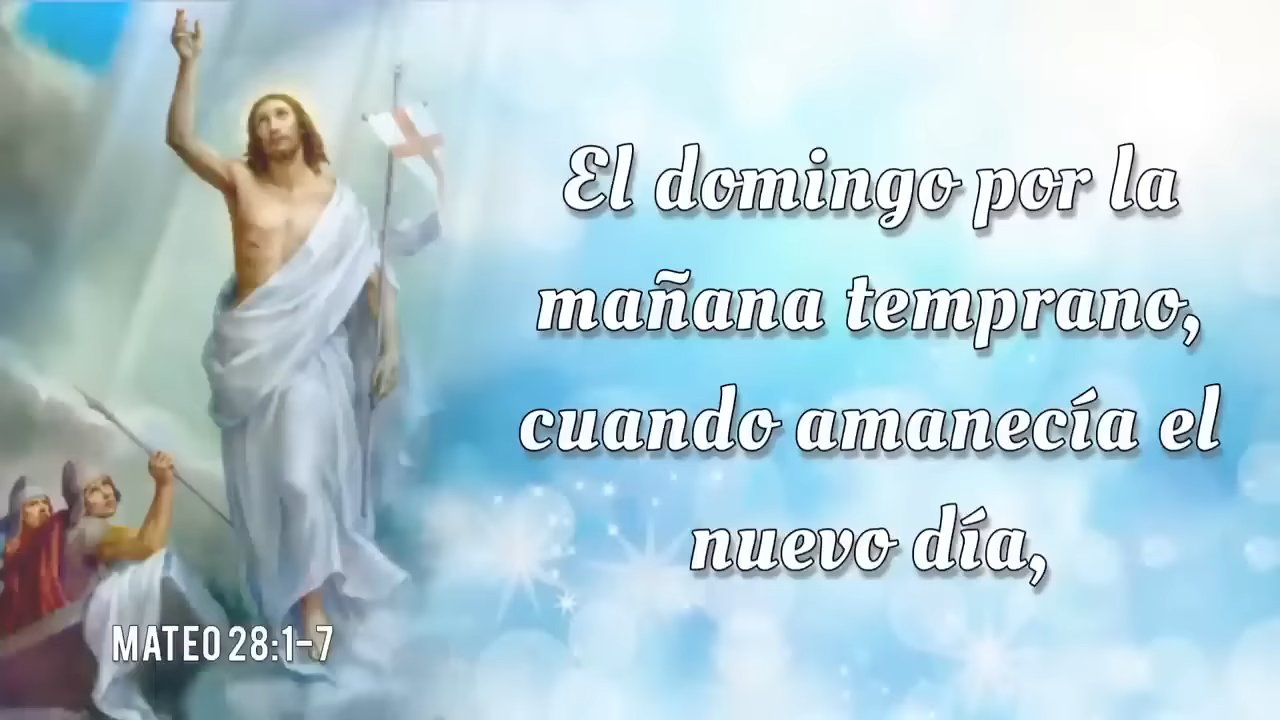 El domingo por la
mañana temprano,
cuando amanecía el
nuevo día,
MATEO 28:1-7